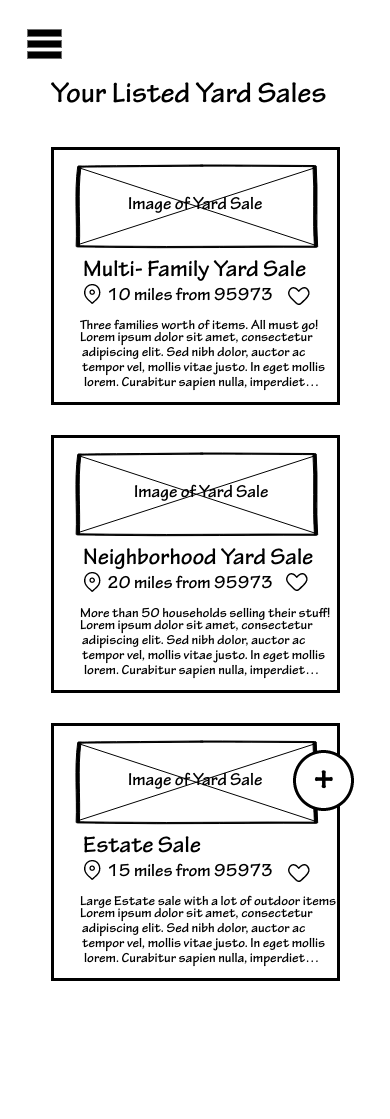 Your Listed Yard Sales
Image of Yard Sale
Multi- Family Yard Sale
10 miles from 95973
Three families worth of items. All must go!
Lorem ipsum dolor sit amet, consectetur
adipiscing elit. Sed nibh dolor, auctor ac
tempor vel, mollis vitae justo. In eget mollis
lorem. Curabitur sapien nulla, imperdiet...
Image of Yard Sale
Neighborhood Yard Sale
20 miles from 95973
More than 50 households selling their stuff!
Lorem ipsum dolor sit amet, consectetur
adipiscing elit. Sed nibh dolor, auctor ac
tempor vel, mollis vitae justo. In eget mollis
lorem. Curabitur sapien nulla, imperdiet...
Image of Yard Sale
+
Estate Sale
15 miles from 95973
Large Estate sale with a lot of outdoor items
Lorem ipsum dolor sit amet, consectetur
adipiscing elit. Sed nibh dolor, auctor ac
tempor vel, mollis vitae justo. In eget mollis
lorem. Curabitur sapien nulla, imperdiet...